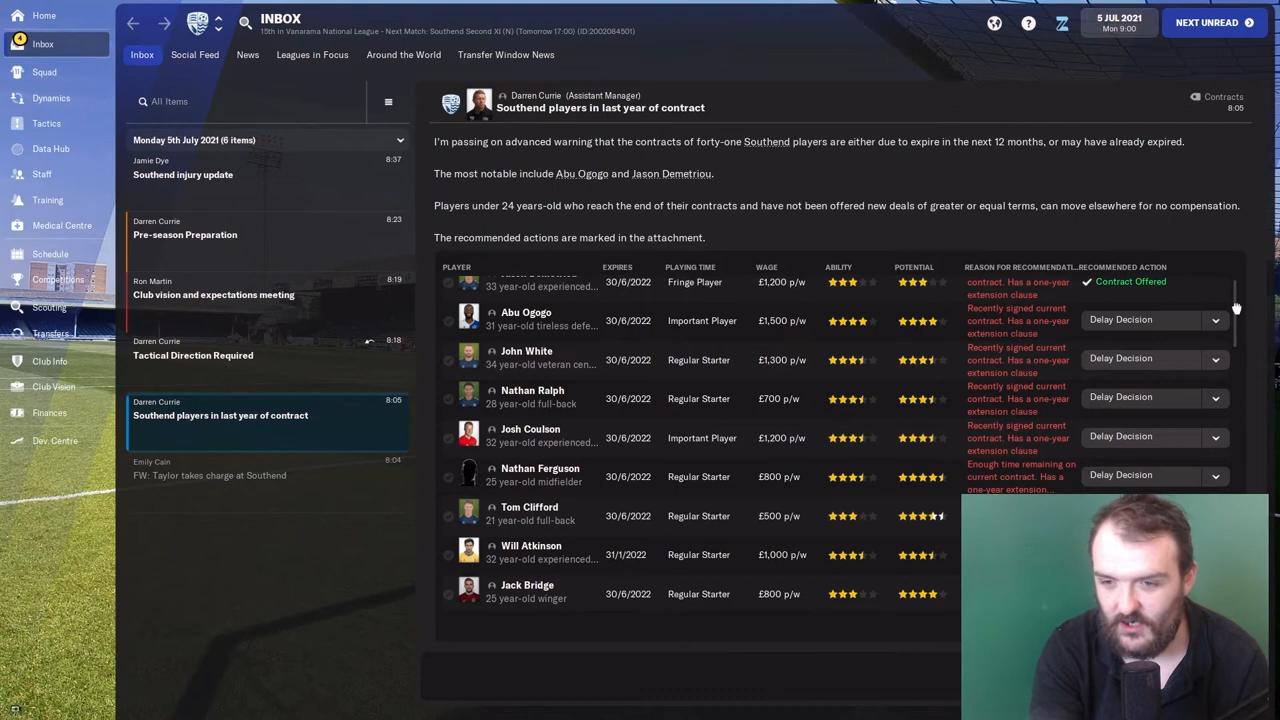 Home
4
Inbox
Squad
Dynamics
Tactics
Data Hub
Staff
Training
Medical Centre
Schedule
Competitions
Scouting
Transfers
Club Info
Club Vision
Finances
Dev. Centre
INBOX
15th in Vanarama National League - Next Match: Southend Second XI (N) (Tomorrow 17:00) (ID:2002084501)
5 JUL 2021
Mon 9:00
NEXT UNREAD
Inbox Social Feed News Leagues in Focus Around the World Transfer Window News
All Items
Monday 5th July 2021 (6 items)
Jamie Dye 8:37
Southend injury update
Darren Currie 8:23
Pre-season Preparation
Ron Martin 8:19
Club vision and expectations meeting
Darren Currie 8:18
Tactical Direction Required
Darren Currie 8:05
Southend players in last year of contract
Emily Cain 8:04
FW: Taylor takes charge at Southend
Darren Currie (Assistant Manager)
Southend players in last year of contract
Contracts
8:05
I'm passing on advanced warning that the contracts of forty-one Southend players are either due to expire in the next 12 months, or may have already expired.
The most notable include Abu Ogogo and Jason Demetriou.
Players under 24 years-old who reach the end of their contracts and have not been offered new deals of greater or equal terms, can move elsewhere for no compensation.
The recommended actions are marked in the attachment.
PLAYER EXPIRES PLAYING TIME WAGE ABILITY POTENTIAL REASON FOR RECOMMENDATI... RECOMMENDED ACTION
33 year-old experienced... 30/6/2022 Fringe Player £1,200 p/w contract. Has a one-year extension clause Contract Offered
Abu Ogogo
31 year-old tireless defe... 30/6/2022 Important Player £1,500 p/w Recently signed current contract. Has a one-year extension clause Delay Decision
John White
34 year-old veteran cen... 30/6/2022 Regular Starter £1,300 p/w Recently signed current contract. Has a one-year extension clause Delay Decision
Nathan Ralph
28 year-old full-back 30/6/2022 Regular Starter £700 p/w Recently signed current contract. Has a one-year extension clause Delay Decision
Josh Coulson
32 year-old experienced... 30/6/2022 Important Player £1,200 p/w Recently signed current contract. Has a one-year extension clause Delay Decision
Nathan Ferguson
25 year-old midfielder 30/6/2022 Regular Starter £800 p/w Enough time remaining on current contract. Has a one-year extension... Delay Decision
Tom Clifford
21 year-old full-back 30/6/2022 Regular Starter £500 p/w
Will Atkinson
32 year-old experienced... 31/1/2022 Regular Starter £1,000 p/w
Jack Bridge
25 year-old winger 30/6/2022 Regular Starter £800 p/w